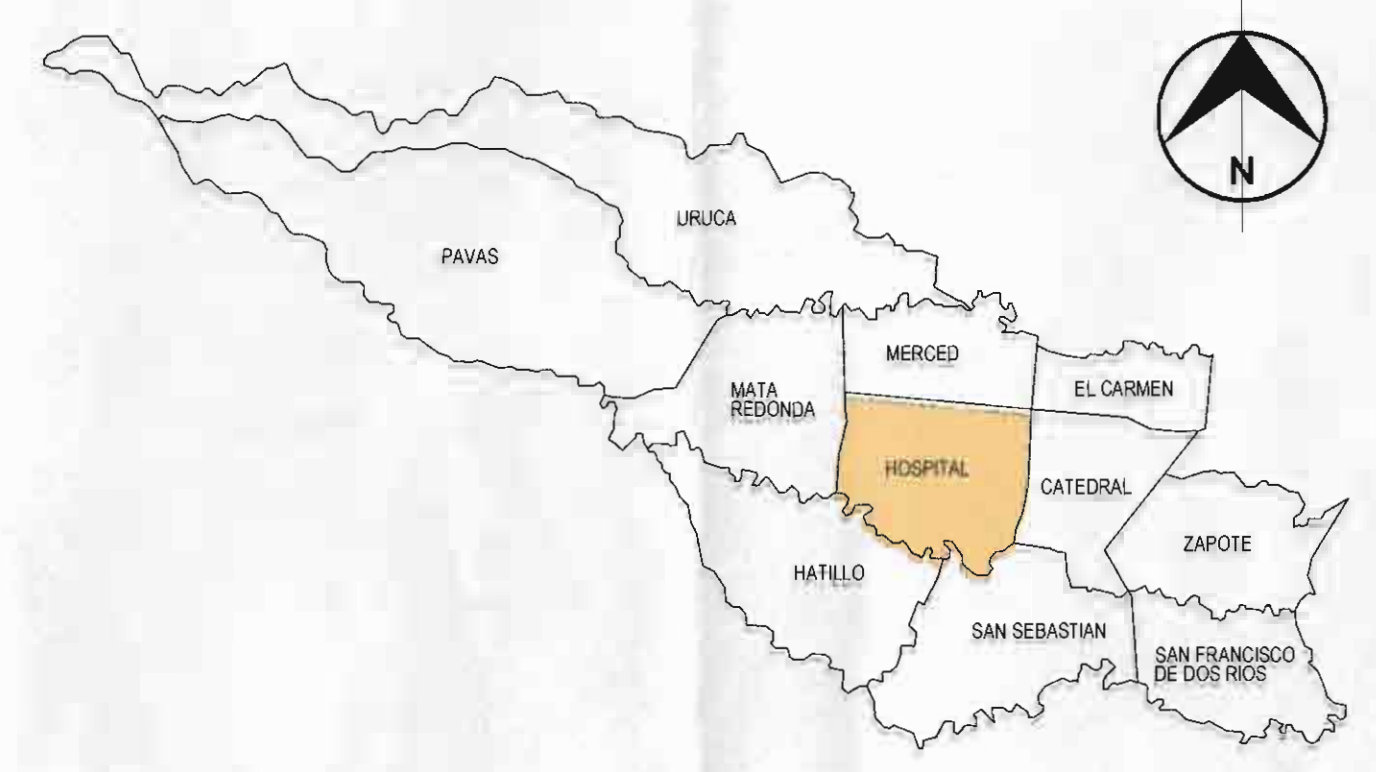 N
URUCA
PAVAS
MERCED
EL CARMEN
MATA
REDONDA
HOSPITAL
CATEDRAL
ZAPOTE
HATILLO
SAN SEBASTIAN
SAN FRANCISCO
DE DOS RIOS